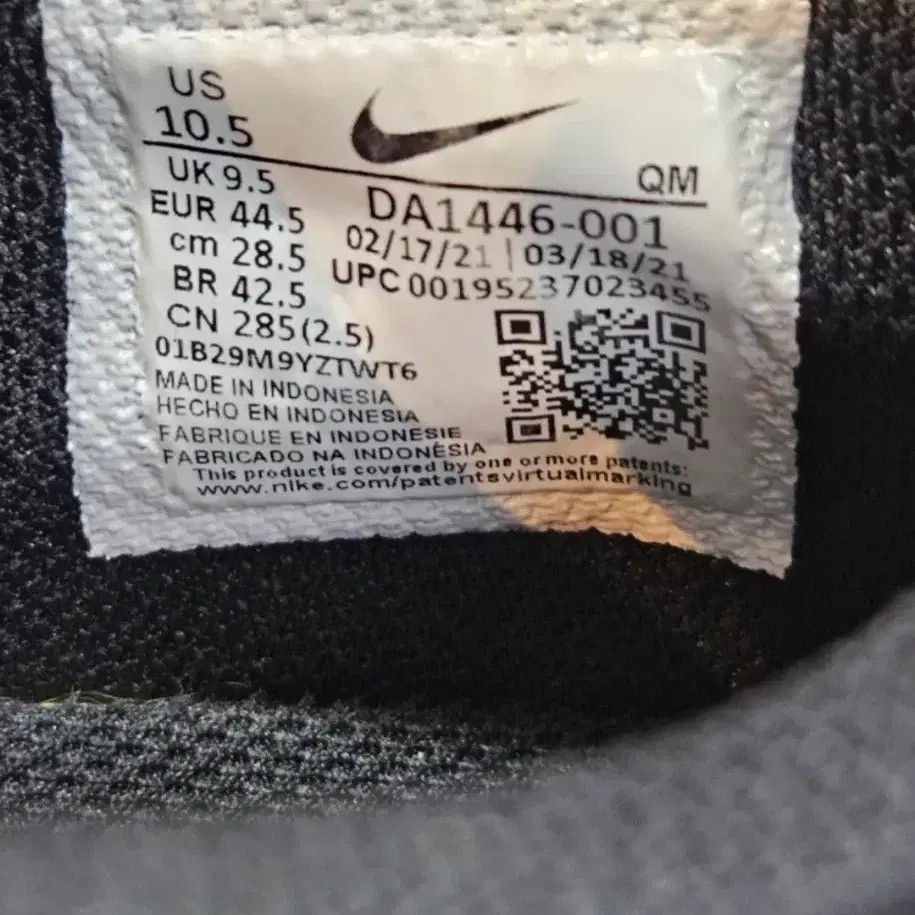 US
10.5
QM
UK 9.5
DA1446-001
EUR 44.5
02/17/21 | 03/18/21
cm 28.5
UPC 00195237023455
BR 42.5
CN 285(2.5)
01B29M9YZTWT6
MADE IN INDONESIA
HECHO EN INDONESIA
FABRIQUE EN INDONESIE
FABRICADO NA INDONÉSIA
This product is covered by one or more patents:
www.nike.com/patentsvirtualmarking